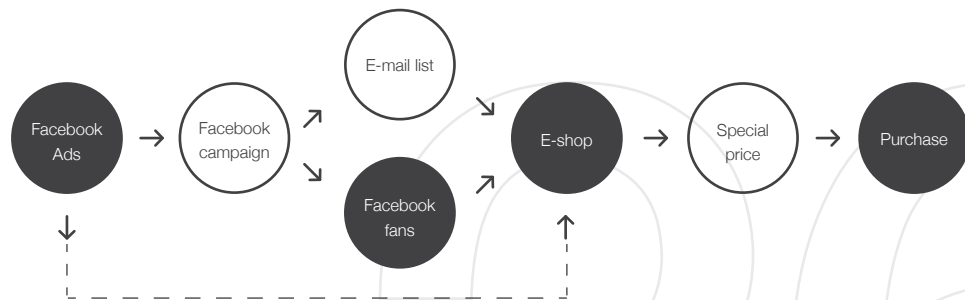 Facebook
Ads
Facebook
campaign
E-mail list
Facebook
fans
E-shop
Special
price
Purchase